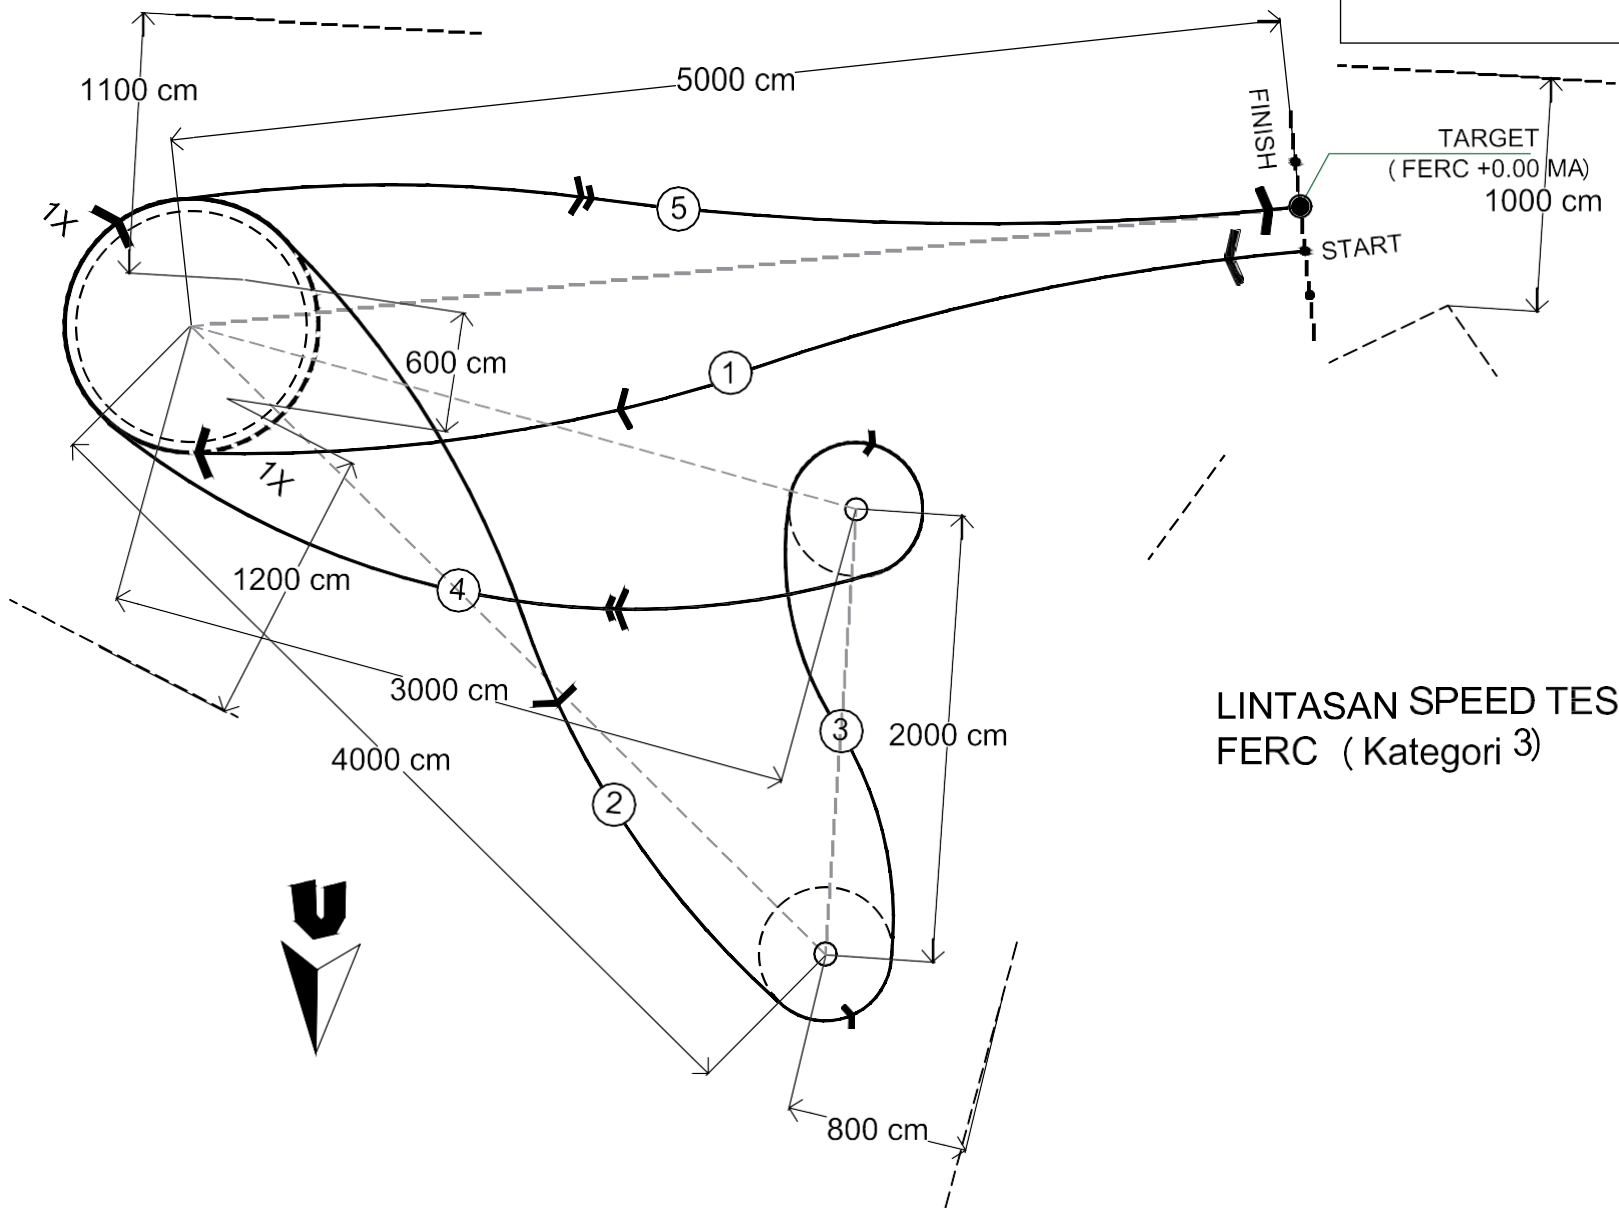 1100 cm
5000 cm
FINISH
TARGET
( FERC +0.00 MA)
1000 cm
1X
5
START
600 cm
1
1X
1200 cm
4
3000 cm
3
2000 cm
LINTASAN SPEED TES
FERC ( Kategori 3)
4000 cm
2
U
800 cm